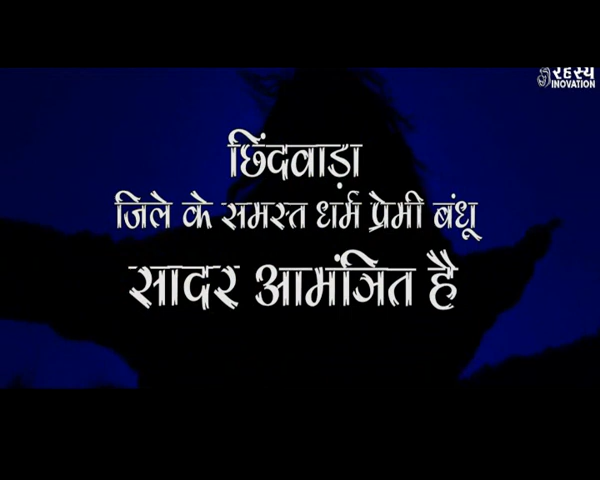 रहस्य
INOVATION
छिंदवाड़ा
जिले के समस्त धर्म प्रेमी बंधू
सादर आमंत्रित है